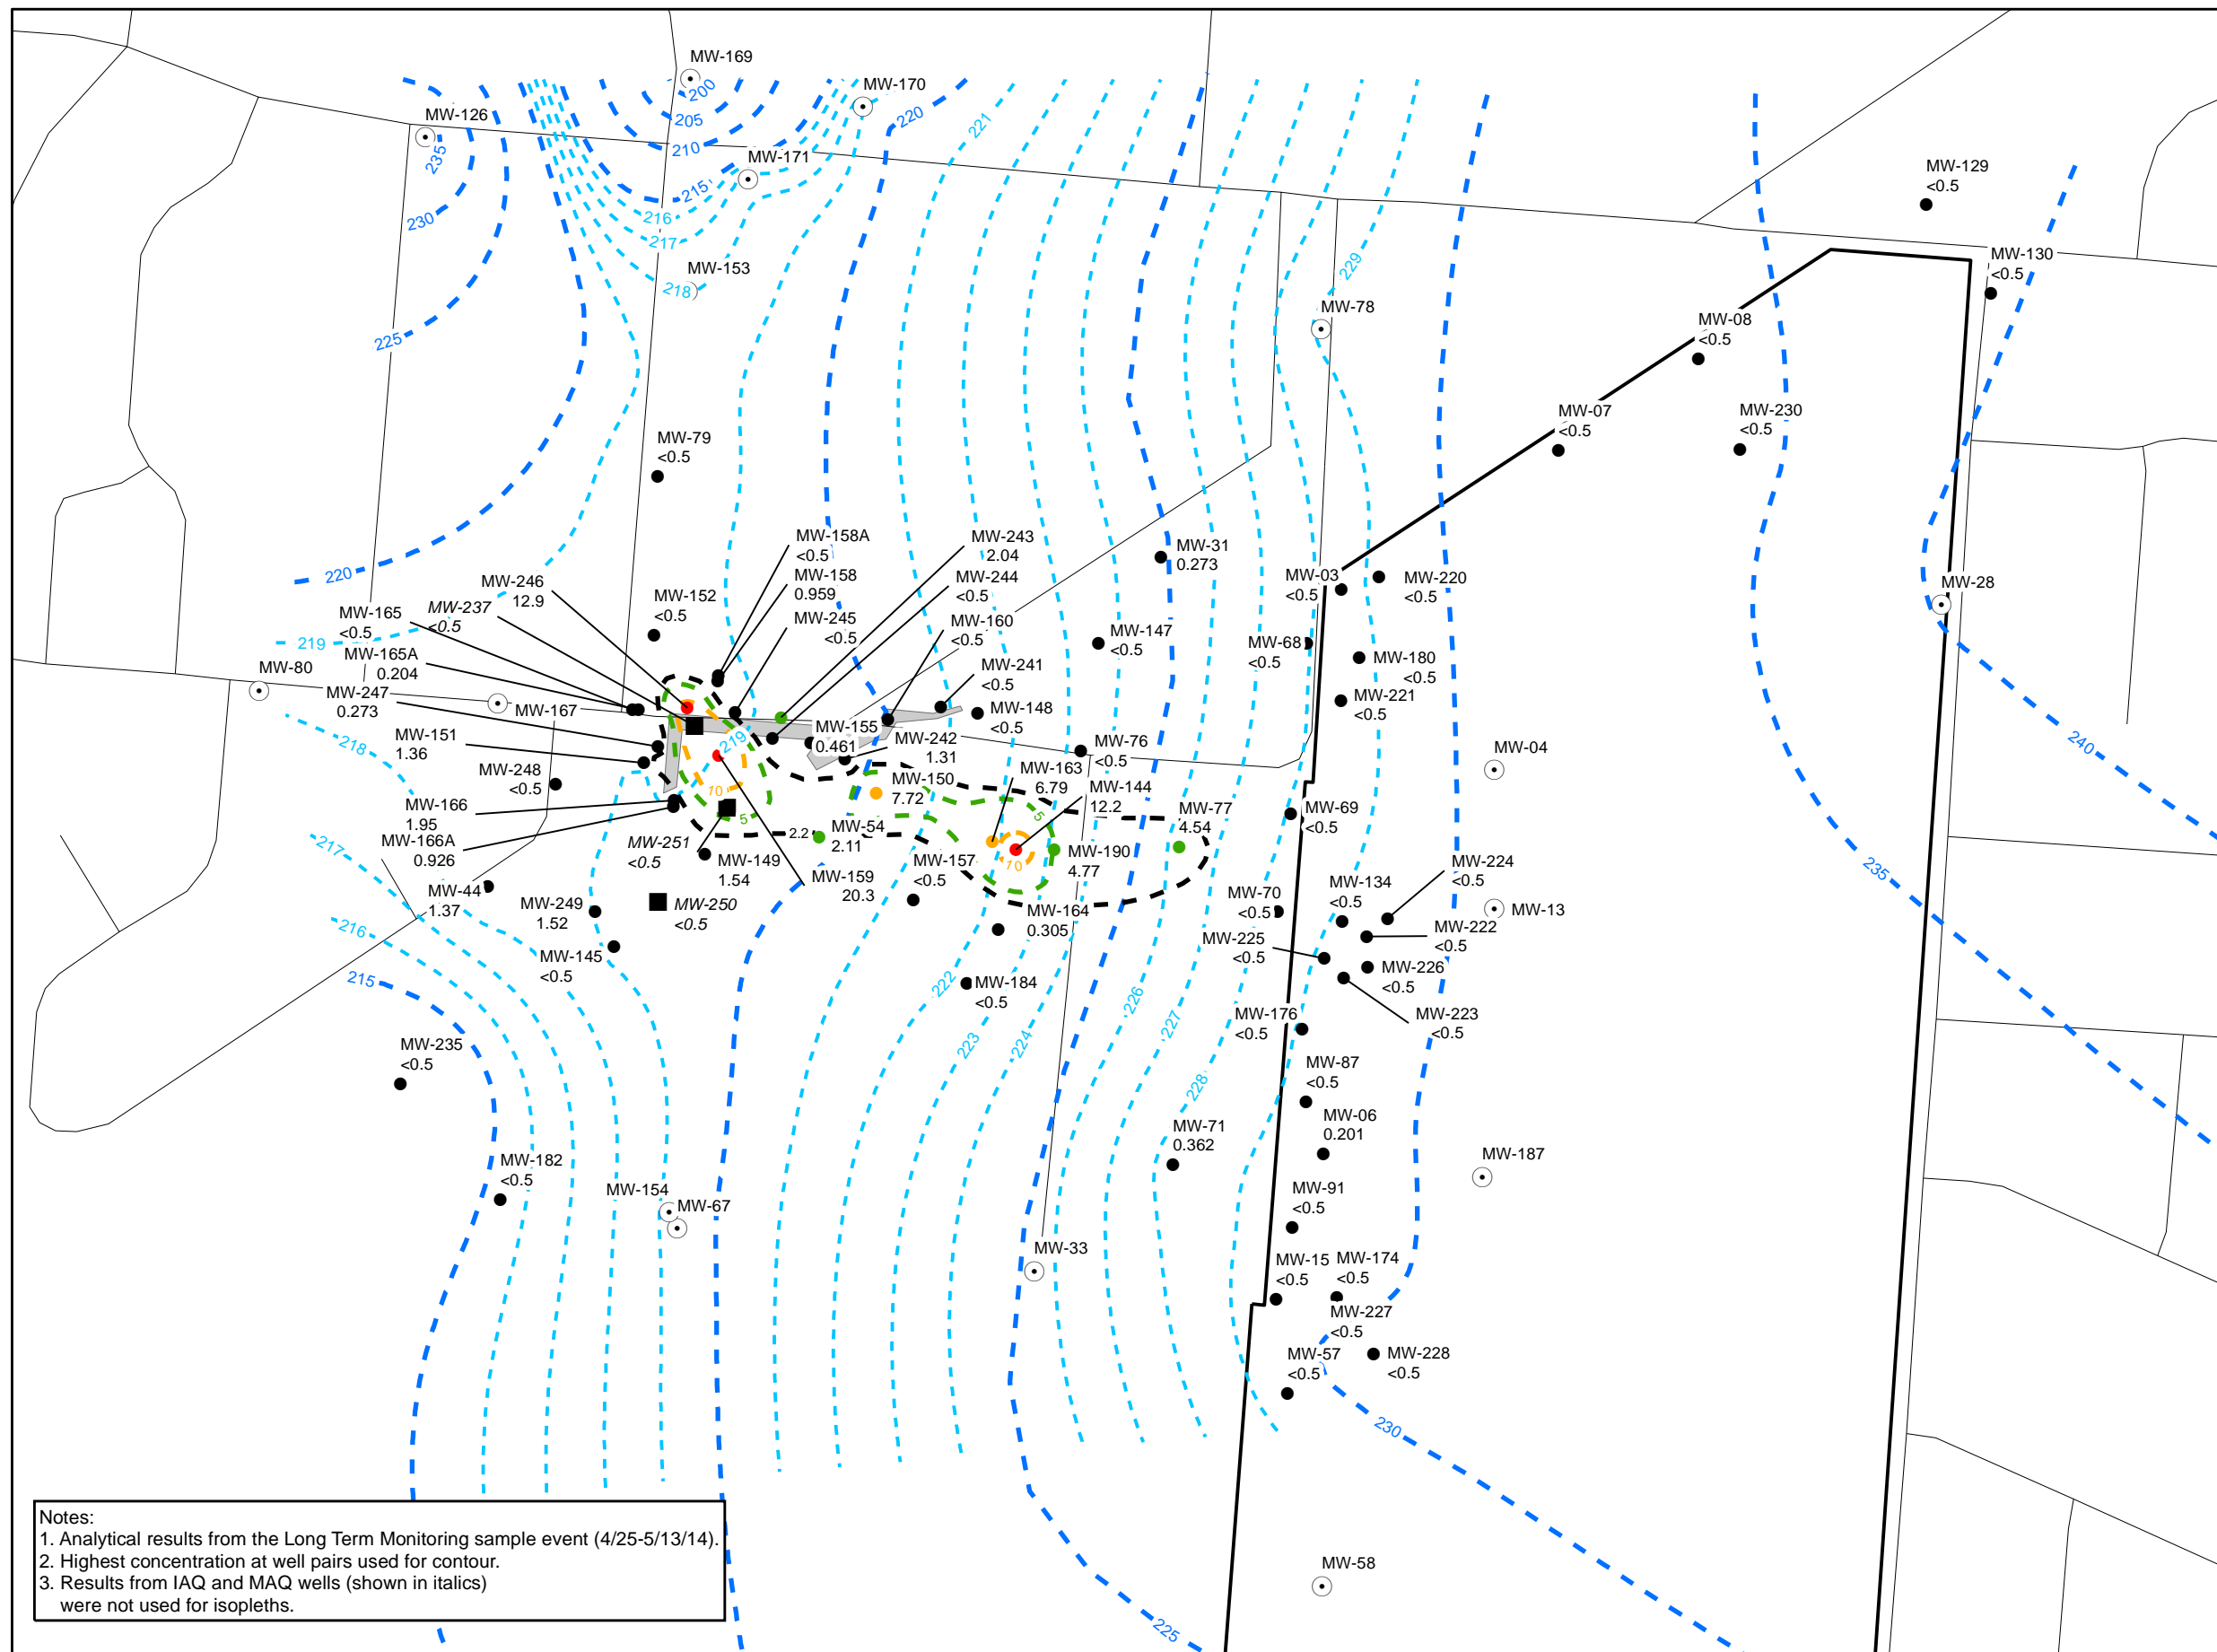 MW-169
MW-170
MW-126
MW-171
MW-153
200
205
210
215
216
217
218
220
221
229
235
230
225
220
219
218
217
216
215
MW-129
<0.5
MW-130
<0.5
MW-78
MW-08
<0.5
MW-07
<0.5
MW-230
<0.5
MW-79
<0.5
MW-158A
<0.5
MW-158
0.959
MW-245
<0.5
MW-243
2.04
MW-244
<0.5
MW-160
<0.5
MW-241
<0.5
MW-31
0.273
MW-03
<0.5
MW-220
<0.5
MW-28
MW-246
12.9
MW-237
<0.5
MW-165
<0.5
MW-152
<0.5
MW-165A
0.204
MW-80
MW-247
0.273
MW-167
MW-151
1.36
MW-248
<0.5
MW-147
<0.5
MW-68
<0.5
MW-180
<0.5
MW-221
<0.5
MW-148
<0.5
MW-155
0.461
MW-242
1.31
MW-76
<0.5
MW-04
240
219
10
5
MW-150
7.72
MW-163
6.79
MW-144
12.2
MW-77
4.54
MW-69
<0.5
MW-166
1.95
MW-166A
0.926
MW-251
<0.5
2.2
MW-54
2.11
5
10
MW-190
4.77
MW-149
1.54
MW-159
20.3
MW-157
<0.5
MW-224
<0.5
235
MW-44
1.37
MW-249
1.52
MW-250
<0.5
MW-164
0.305
MW-70
<0.5
MW-134
<0.5
MW-13
MW-222
<0.5
MW-225
<0.5
MW-226
<0.5
MW-145
<0.5
MW-184
<0.5
222
223
224
226
227
228
MW-176
<0.5
MW-223
<0.5
MW-235
<0.5
MW-87
<0.5
MW-06
0.201
MW-71
0.362
MW-187
MW-182
<0.5
MW-154
MW-67
MW-91
<0.5
MW-33
MW-15
<0.5
MW-174
<0.5
MW-227
<0.5
MW-57
<0.5
MW-228
<0.5
230
MW-58
225
Notes:
1. Analytical results from the Long Term Monitoring sample event (4/25-5/13/14).
2. Highest concentration at well pairs used for contour.
3. Results from IAQ and MAQ wells (shown in italics)
were not used for isopleths.